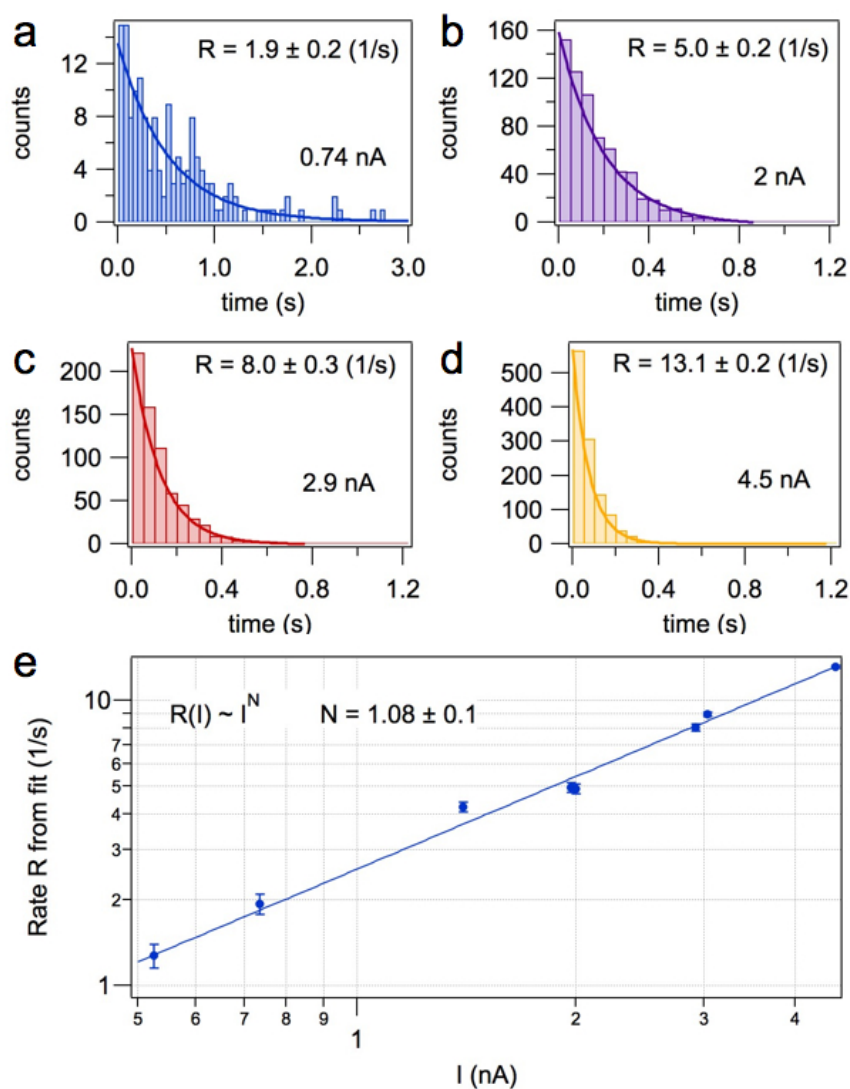 a
R = 1.9 ± 0.2 (1/s)
0.74 nA
counts
12
8
4
0
0.0 1.0 2.0 3.0
time (s)
b
R = 5.0 ± 0.2 (1/s)
2 nA
counts
160
120
80
40
0
0.0 0.4 0.8 1.2
time (s)
c
R = 8.0 ± 0.3 (1/s)
2.9 nA
counts
200
150
100
50
0
0.0 0.4 0.8 1.2
time (s)
d
R = 13.1 ± 0.2 (1/s)
4.5 nA
counts
500
400
300
200
100
0
0.0 0.4 0.8 1.2
time (s)
e
R(I) ~ I^N N = 1.08 ± 0.1
Rate R from fit (1/s)
10
7
6
5
4
3
2
1
5 6 7 8 9 1 2 3 4
I (nA)